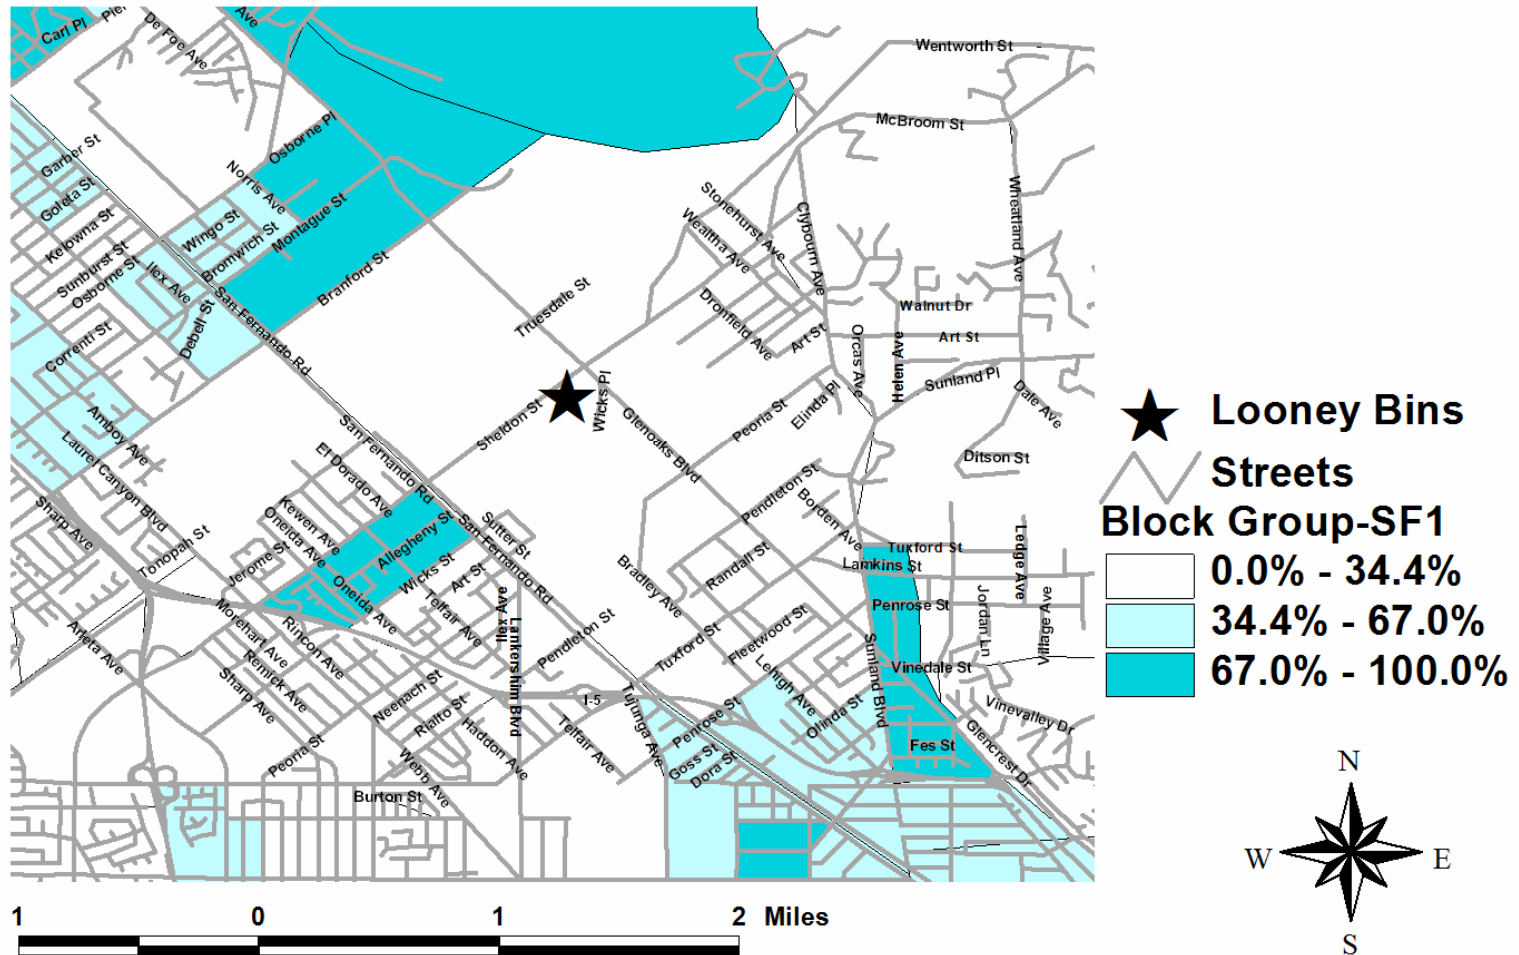 Carl Pl
Pier
De Foe Ave
Ave
Wentworth St
McBroom St
Garber St
Goleta St
Kelowna St
Sunburst St
Osborne St
Osborne Pl
Norris Ave
Wingo St
Bromwich St
Montague St
Ilex Ave
Debell St
San Fernando Rd
Branford St
Correnti St
Amboy Ave
Laurel Canyon Blvd
Sharp Ave
Tonopah St
Truesdale St
Stonehurst Ave
Wealtha Ave
Clybourn Ave
Wheatland Ave
Dronfield Ave
Art St
Walnut Dr
Art St
Orcas Ave
Helen Ave
Sunland Pl
Dale Ave
Ditson St
Sheldon St
Wicks Pl
Glenoaks Blvd
Peoria St
Elinda Pl
Pendleton St
Borden Ave
San Fernando Rd
El Dorado Ave
Kewen Ave
Oneida Ave
Jerome St
Allegheny St
San Fernando Rd
Sutter St
Wicks St
Art St
Oneida Ave
Telfair Ave
Ilex Ave
Lankershim Blvd
Pendleton St
Bradley Ave
Randall St
Tuxford St
Lamkins St
Penrose St
Ledge Ave
Jordan Ln
Village Ave
Vinedale St
Sunland Blvd
Vinevalley Dr
Glencrest Dr
Fes St
Fleetwood St
Tuxford St
Lehigh Ave
Olinda St
Penrose St
Goss St
Dora St
Tujunga Ave
I-5
Telfair Ave
Haddon Ave
Rialto St
Neenach St
Webb Ave
Burton St
Peoria St
Morehart Ave
Rincon Ave
Remick Ave
Sharp Ave
Arleta Ave
Looney Bins
Streets
Block Group-SF1
0.0% - 34.4%
34.4% - 67.0%
67.0% - 100.0%
N
W
E
S
1 0 1 2 Miles